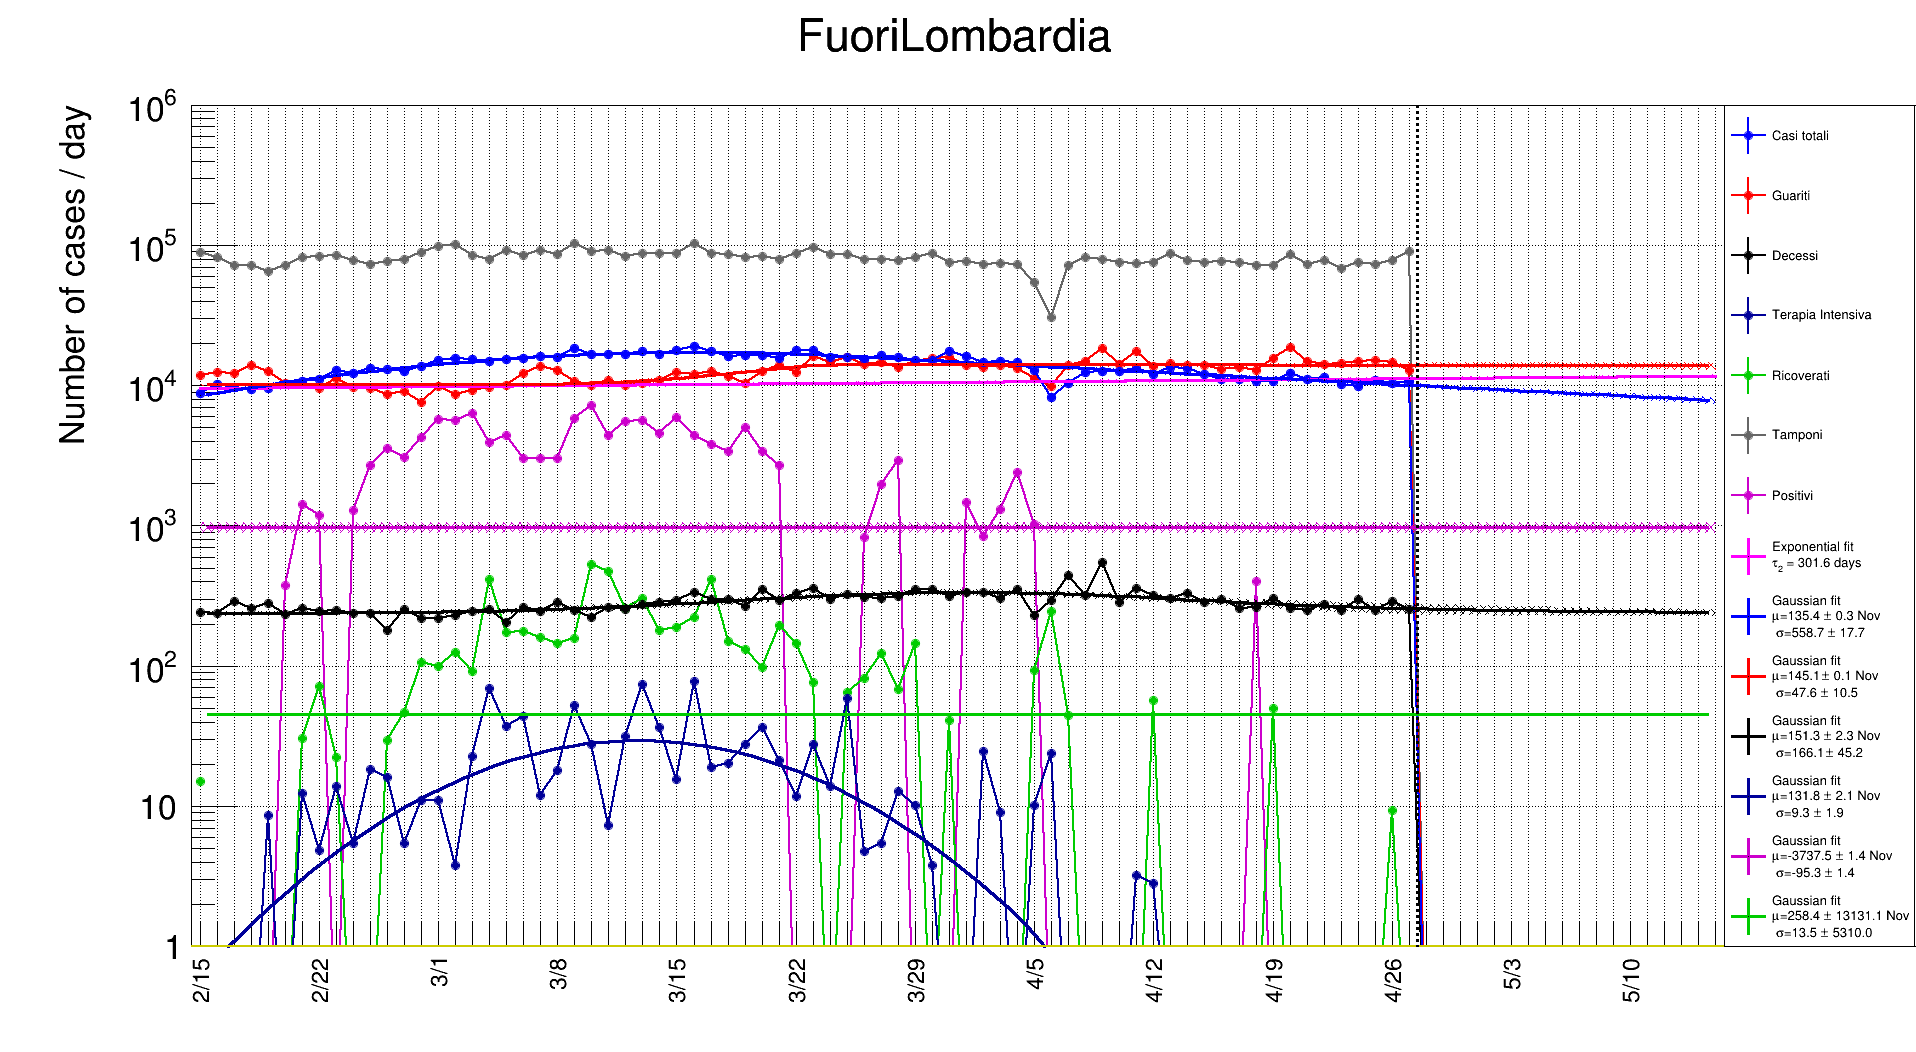 FuoriLombardia
Number of cases / day
10^6
10^5
10^4
10^3
10^2
10
1
2/15
2/22
3/1
3/8
3/15
3/22
3/29
4/5
4/12
4/19
4/26
5/3
5/10
Casi totali
Guariti
Decessi
Terapia Intensiva
Ricoverati
Tamponi
Positivi
Exponential fit
τ₂ = 301.6 days
Gaussian fit
μ=135.4 ± 0.3 Nov
σ=558.7 ± 17.7
Gaussian fit
μ=145.1 ± 0.1 Nov
σ=47.6 ± 10.5
Gaussian fit
μ=151.3 ± 2.3 Nov
σ=166.1 ± 45.2
Gaussian fit
μ=131.8 ± 2.1 Nov
σ=9.3 ± 1.9
Gaussian fit
μ=-3737.5 ± 1.4 Nov
σ=-95.3 ± 1.4
Gaussian fit
μ=258.4 ± 13131.1 Nov
σ=13.5 ± 5310.0